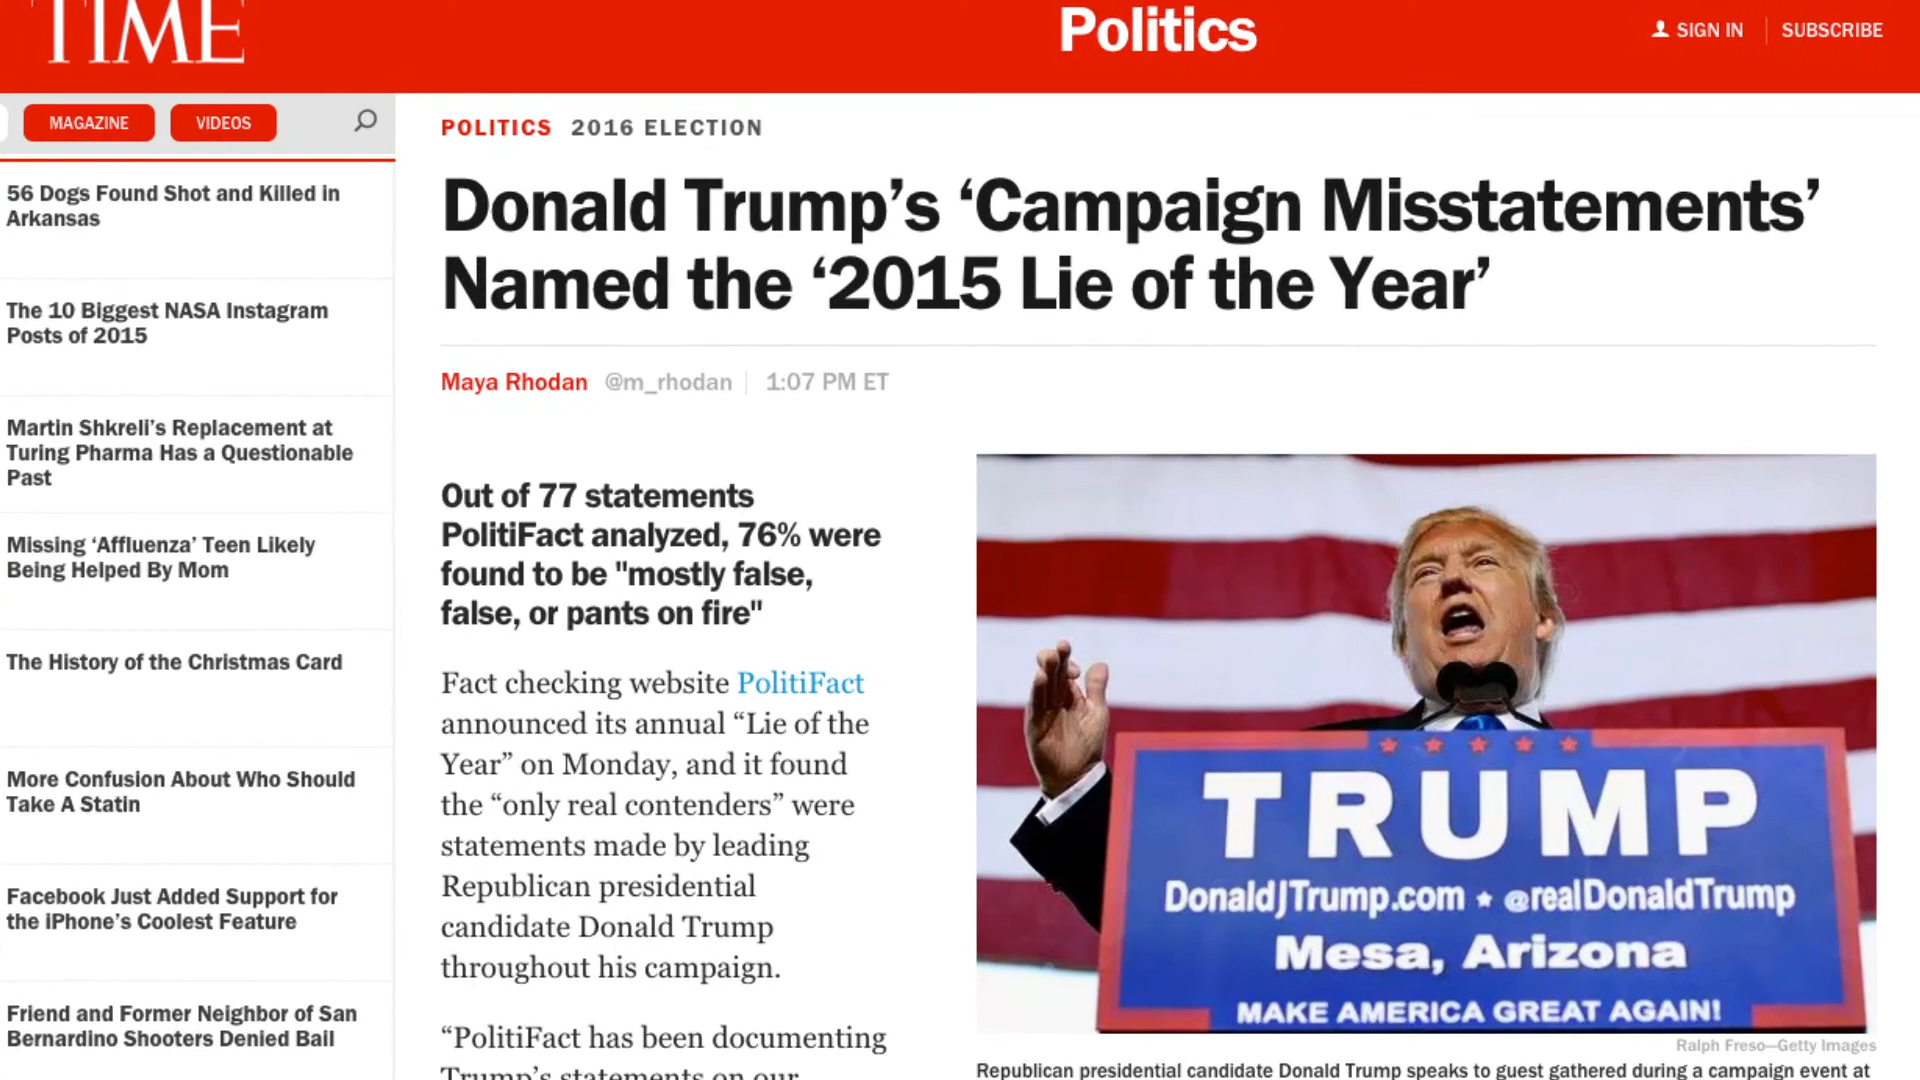 TIME
Politics
SIGN IN
SUBSCRIBE
MAGAZINE
VIDEOS
56 Dogs Found Shot and Killed in
Arkansas
The 10 Biggest NASA Instagram
Posts of 2015
Martin Shkreli's Replacement at
Turing Pharma Has a Questionable
Past
Missing ‘Affluenza’ Teen Likely
Being Helped By Mom
The History of the Christmas Card
More Confusion About Who Should
Take A Statin
Facebook Just Added Support for
the iPhone’s Coolest Feature
Friend and Former Neighbor of San
Bernardino Shooters Denied Bail
POLITICS 2016 ELECTION
Donald Trump’s ‘Campaign Misstatements’
Named the ‘2015 Lie of the Year’
Maya Rhodan @m_rhodan 1:07 PM ET
Out of 77 statements
PolitiFact analyzed, 76% were
found to be "mostly false,
false, or pants on fire"
Fact checking website PolitiFact
announced its annual “Lie of the
Year” on Monday, and it found
the “only real contenders” were
statements made by leading
Republican presidential
candidate Donald Trump
throughout his campaign.
“PolitiFact has been documenting
Trump’s statements on our
TRUMP
DonaldJTrump.com ★ @realDonaldTrump
Mesa, Arizona
MAKE AMERICA GREAT AGAIN!
Ralph Freso—Getty Images
Republican presidential candidate Donald Trump speaks to guest gathered during a campaign event at